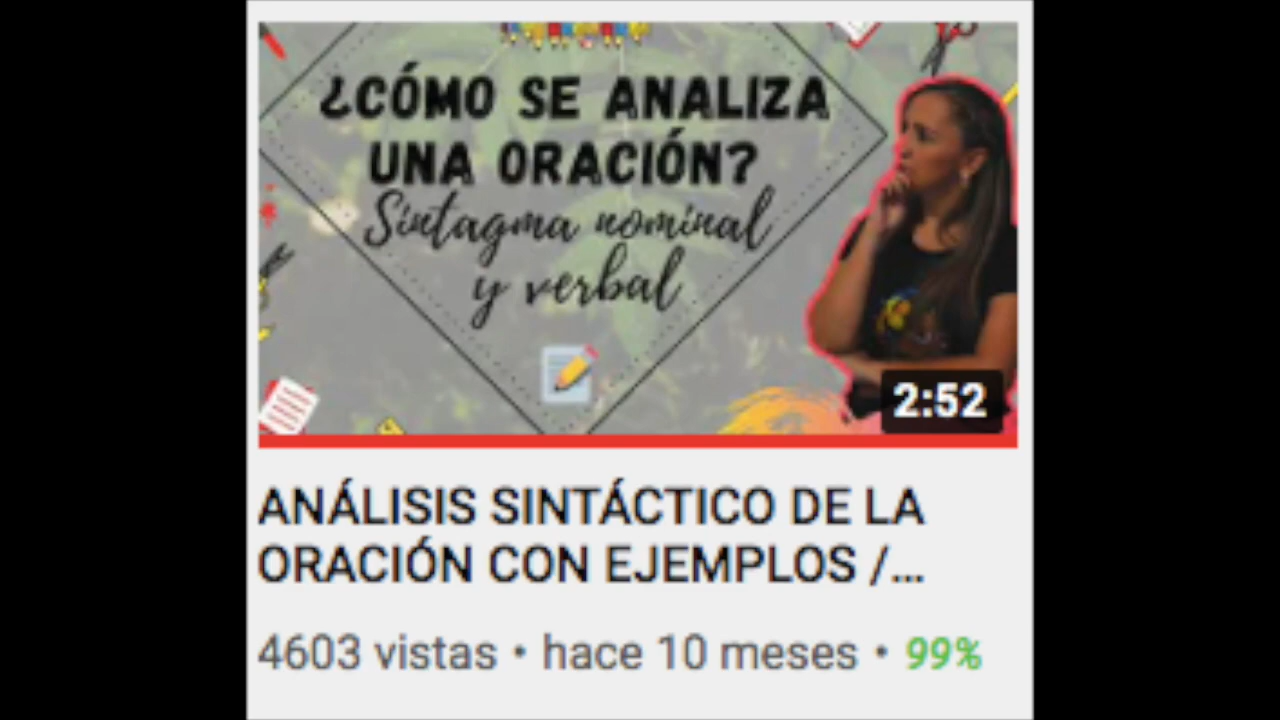 ¿CÓMO SE ANALIZA
UNA ORACIÓN?
Sintagma nominal
y verbal
2:52
ANÁLISIS SINTÁCTICO DE LA
ORACIÓN CON EJEMPLOS /...
4603 vistas • hace 10 meses • 99%